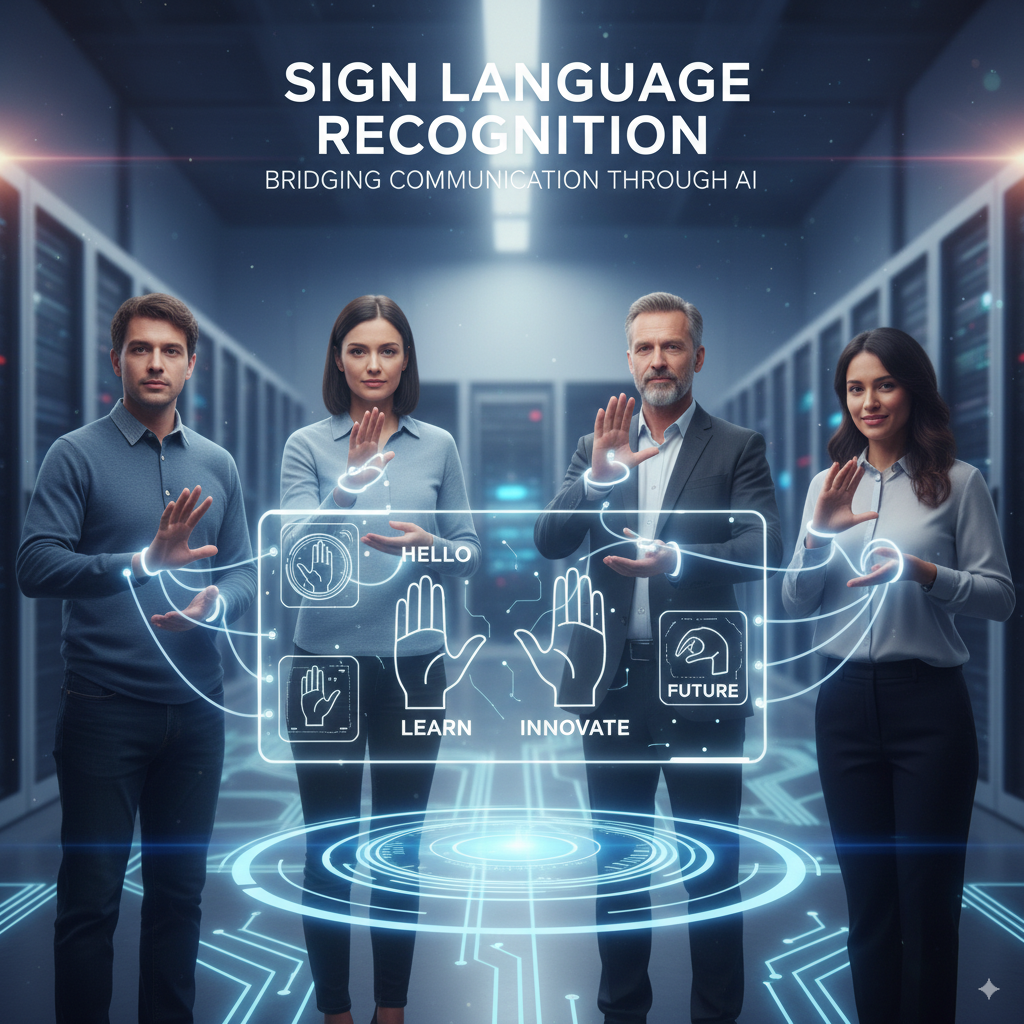 SIGN LANGUAGE
RECOGNITION
BRIDGING COMMUNICATION THROUGH AI
HELLO
LEARN
INNOVATE
FUTURE